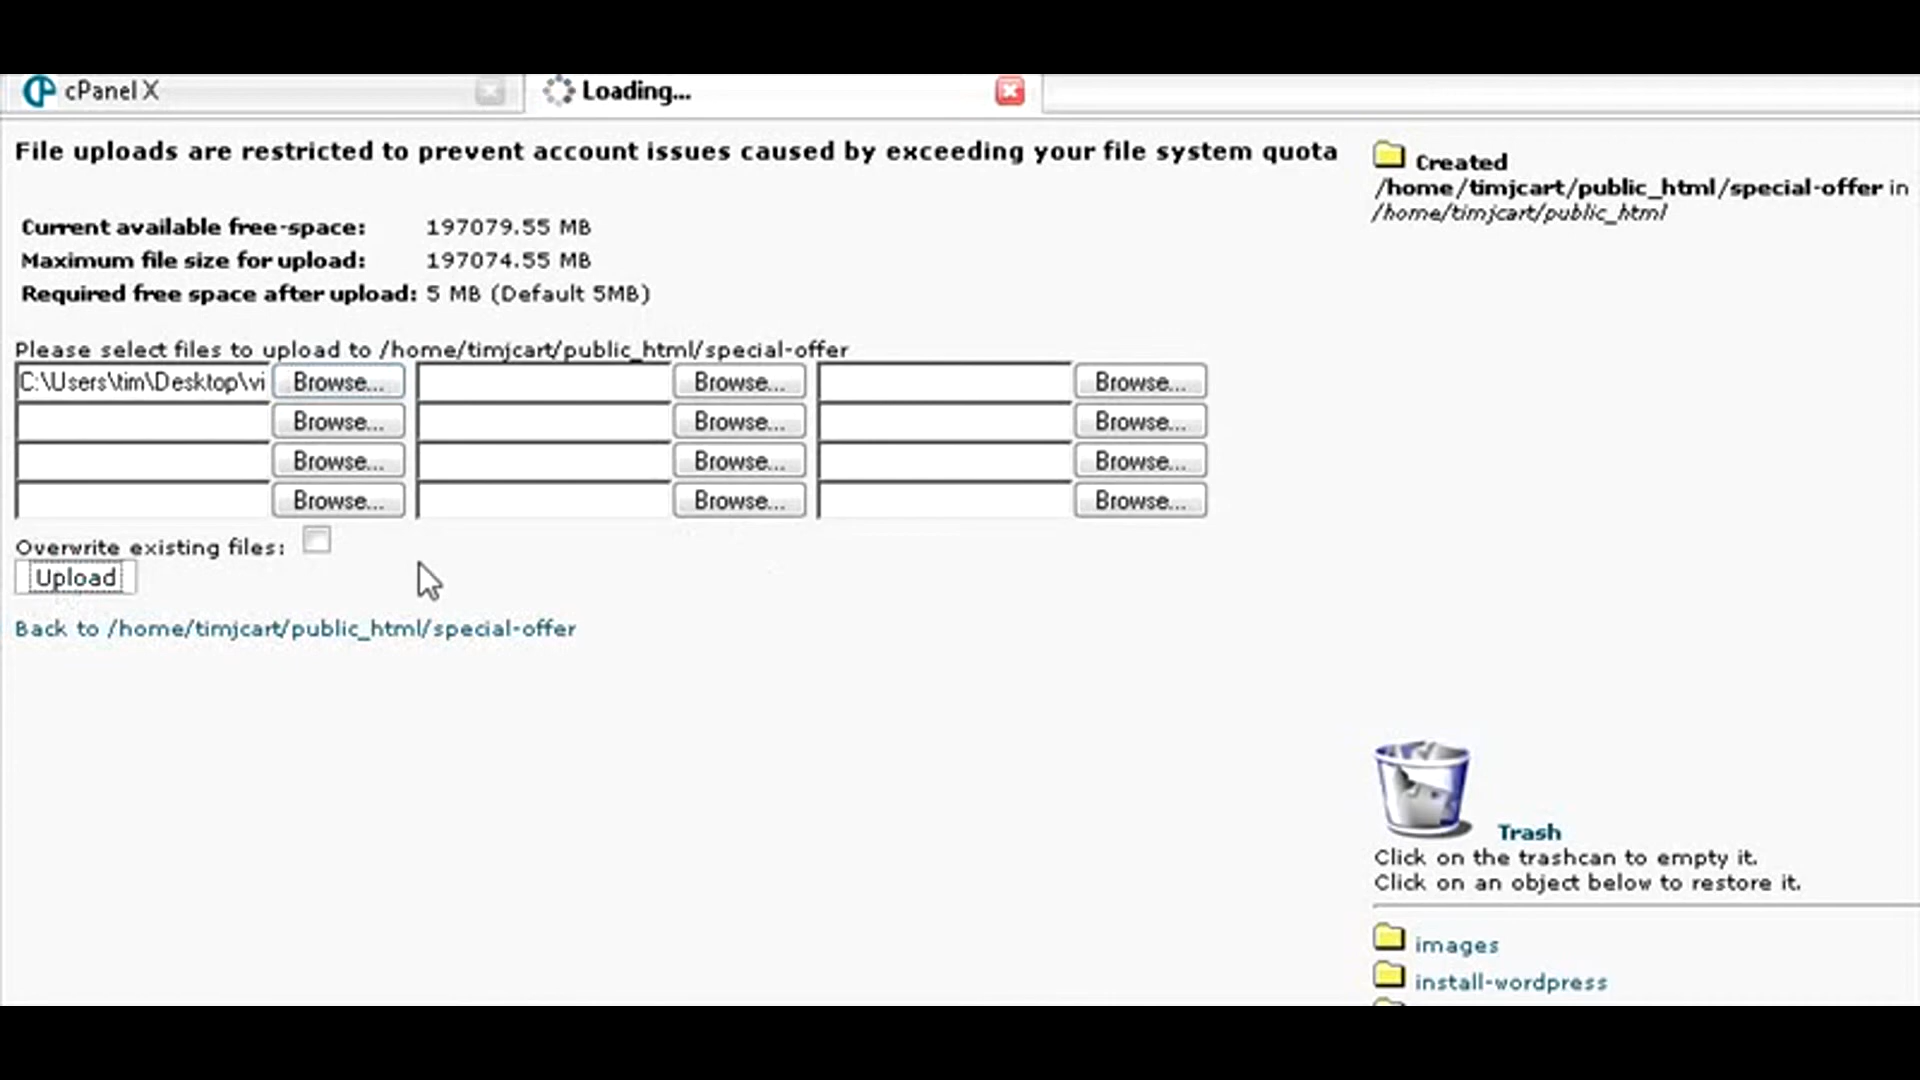 cPanel X
Loading...
File uploads are restricted to prevent account issues caused by exceeding your file system quota
Current available free-space: 197079.55 MB
Maximum file size for upload: 197074.55 MB
Required free space after upload: 5 MB (Default 5MB)
Please select files to upload to /home/timjcart/public_html/special-offer
C:\Users\tim\Desktop\vi Browse... Browse... Browse...
Browse... Browse... Browse...
Browse... Browse... Browse...
Browse... Browse... Browse...
Overwrite existing files:
Upload
Back to /home/timjcart/public_html/special-offer
Created
/home/timjcart/public_html/special-offer in
/home/timjcart/public_html
Trash
Click on the trashcan to empty it.
Click on an object below to restore it.
images
install-wordpress